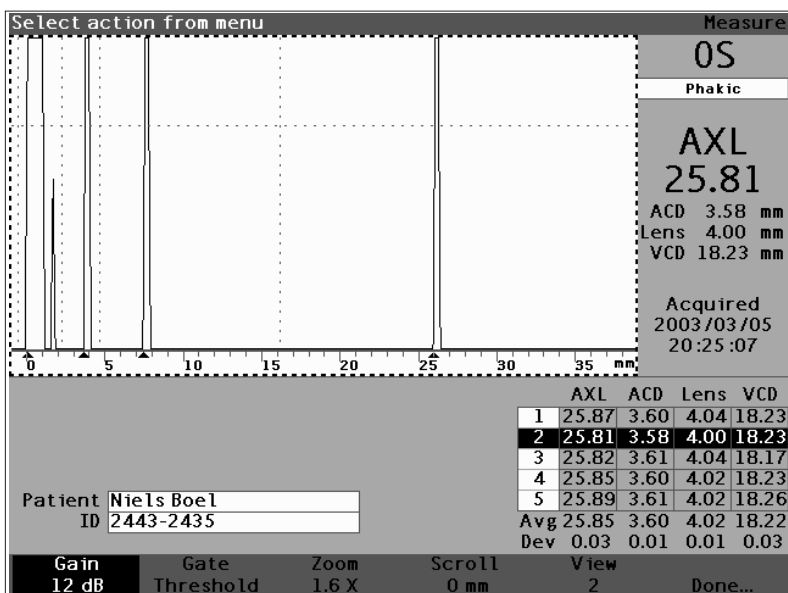 Select action from menu Measure
OS
Phakic
AXL
25.81
ACD 3.58 mm
Lens 4.00 mm
VCD 18.23 mm
Acquired
2003/03/05
20:25:07
0 5 10 15 20 25 30 35 mm
AXL ACD Lens VCD
1 25.87 3.60 4.04 18.23
2 25.81 3.58 4.00 18.23
3 25.82 3.61 4.04 18.17
4 25.85 3.60 4.02 18.23
5 25.89 3.61 4.02 18.26
Avg 25.85 3.60 4.02 18.22
Dev 0.03 0.01 0.01 0.03
Patient Niels Boel
ID 2443-2435
Gain Gate Zoom Scroll View
12 dB Threshold 1.6 X 0 mm 2 Done...